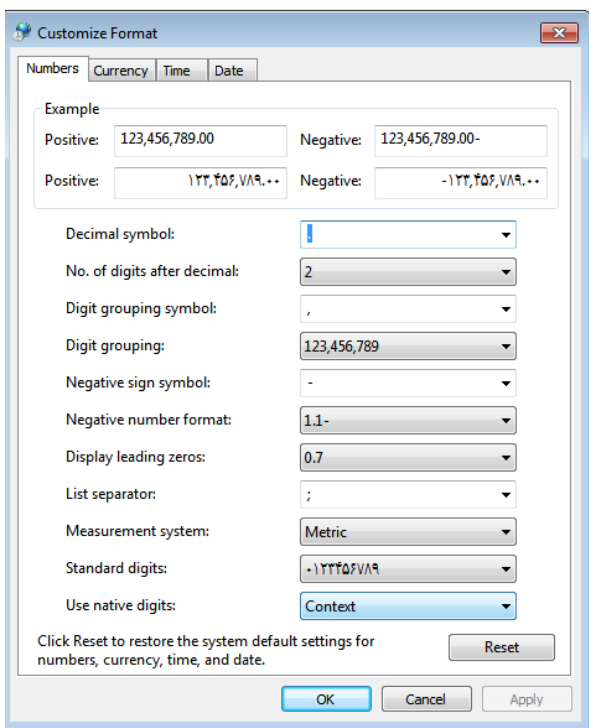 Customize Format
Numbers Currency Time Date
Example
Positive: 123,456,789.00 Negative: 123,456,789.00-
Positive: ۱۲۳,۴۵۶,۷۸۹.۰۰ Negative: -۱۲۳,۴۵۶,۷۸۹.۰۰
Decimal symbol: .
No. of digits after decimal: 2
Digit grouping symbol: ,
Digit grouping: 123,456,789
Negative sign symbol: -
Negative number format: 1.1-
Display leading zeros: 0.7
List separator: ;
Measurement system: Metric
Standard digits: ۰۱۲۳۴۵۶۷۸۹
Use native digits: Context
Click Reset to restore the system default settings for
numbers, currency, time, and date.
Reset
OK Cancel Apply